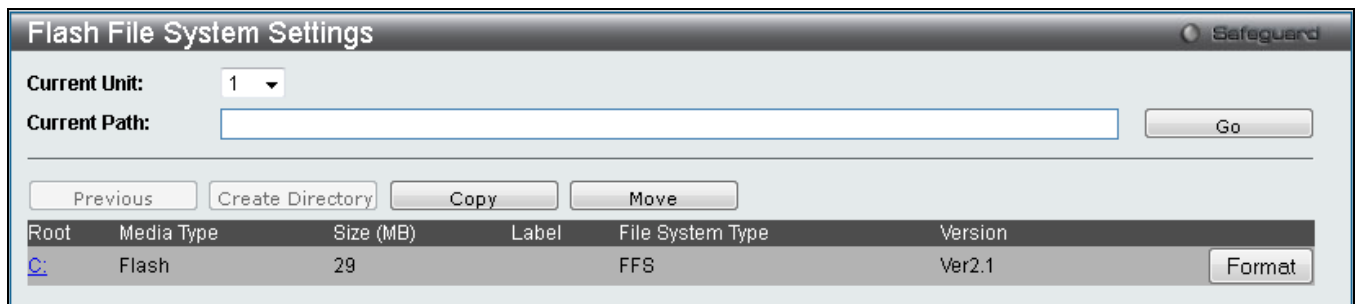 Flash File System Settings Safeguard
Current Unit: 1
Current Path: Go
Previous Create Directory Copy Move
Root Media Type Size (MB) Label File System Type Version
C: Flash 29 FFS Ver2.1 Format